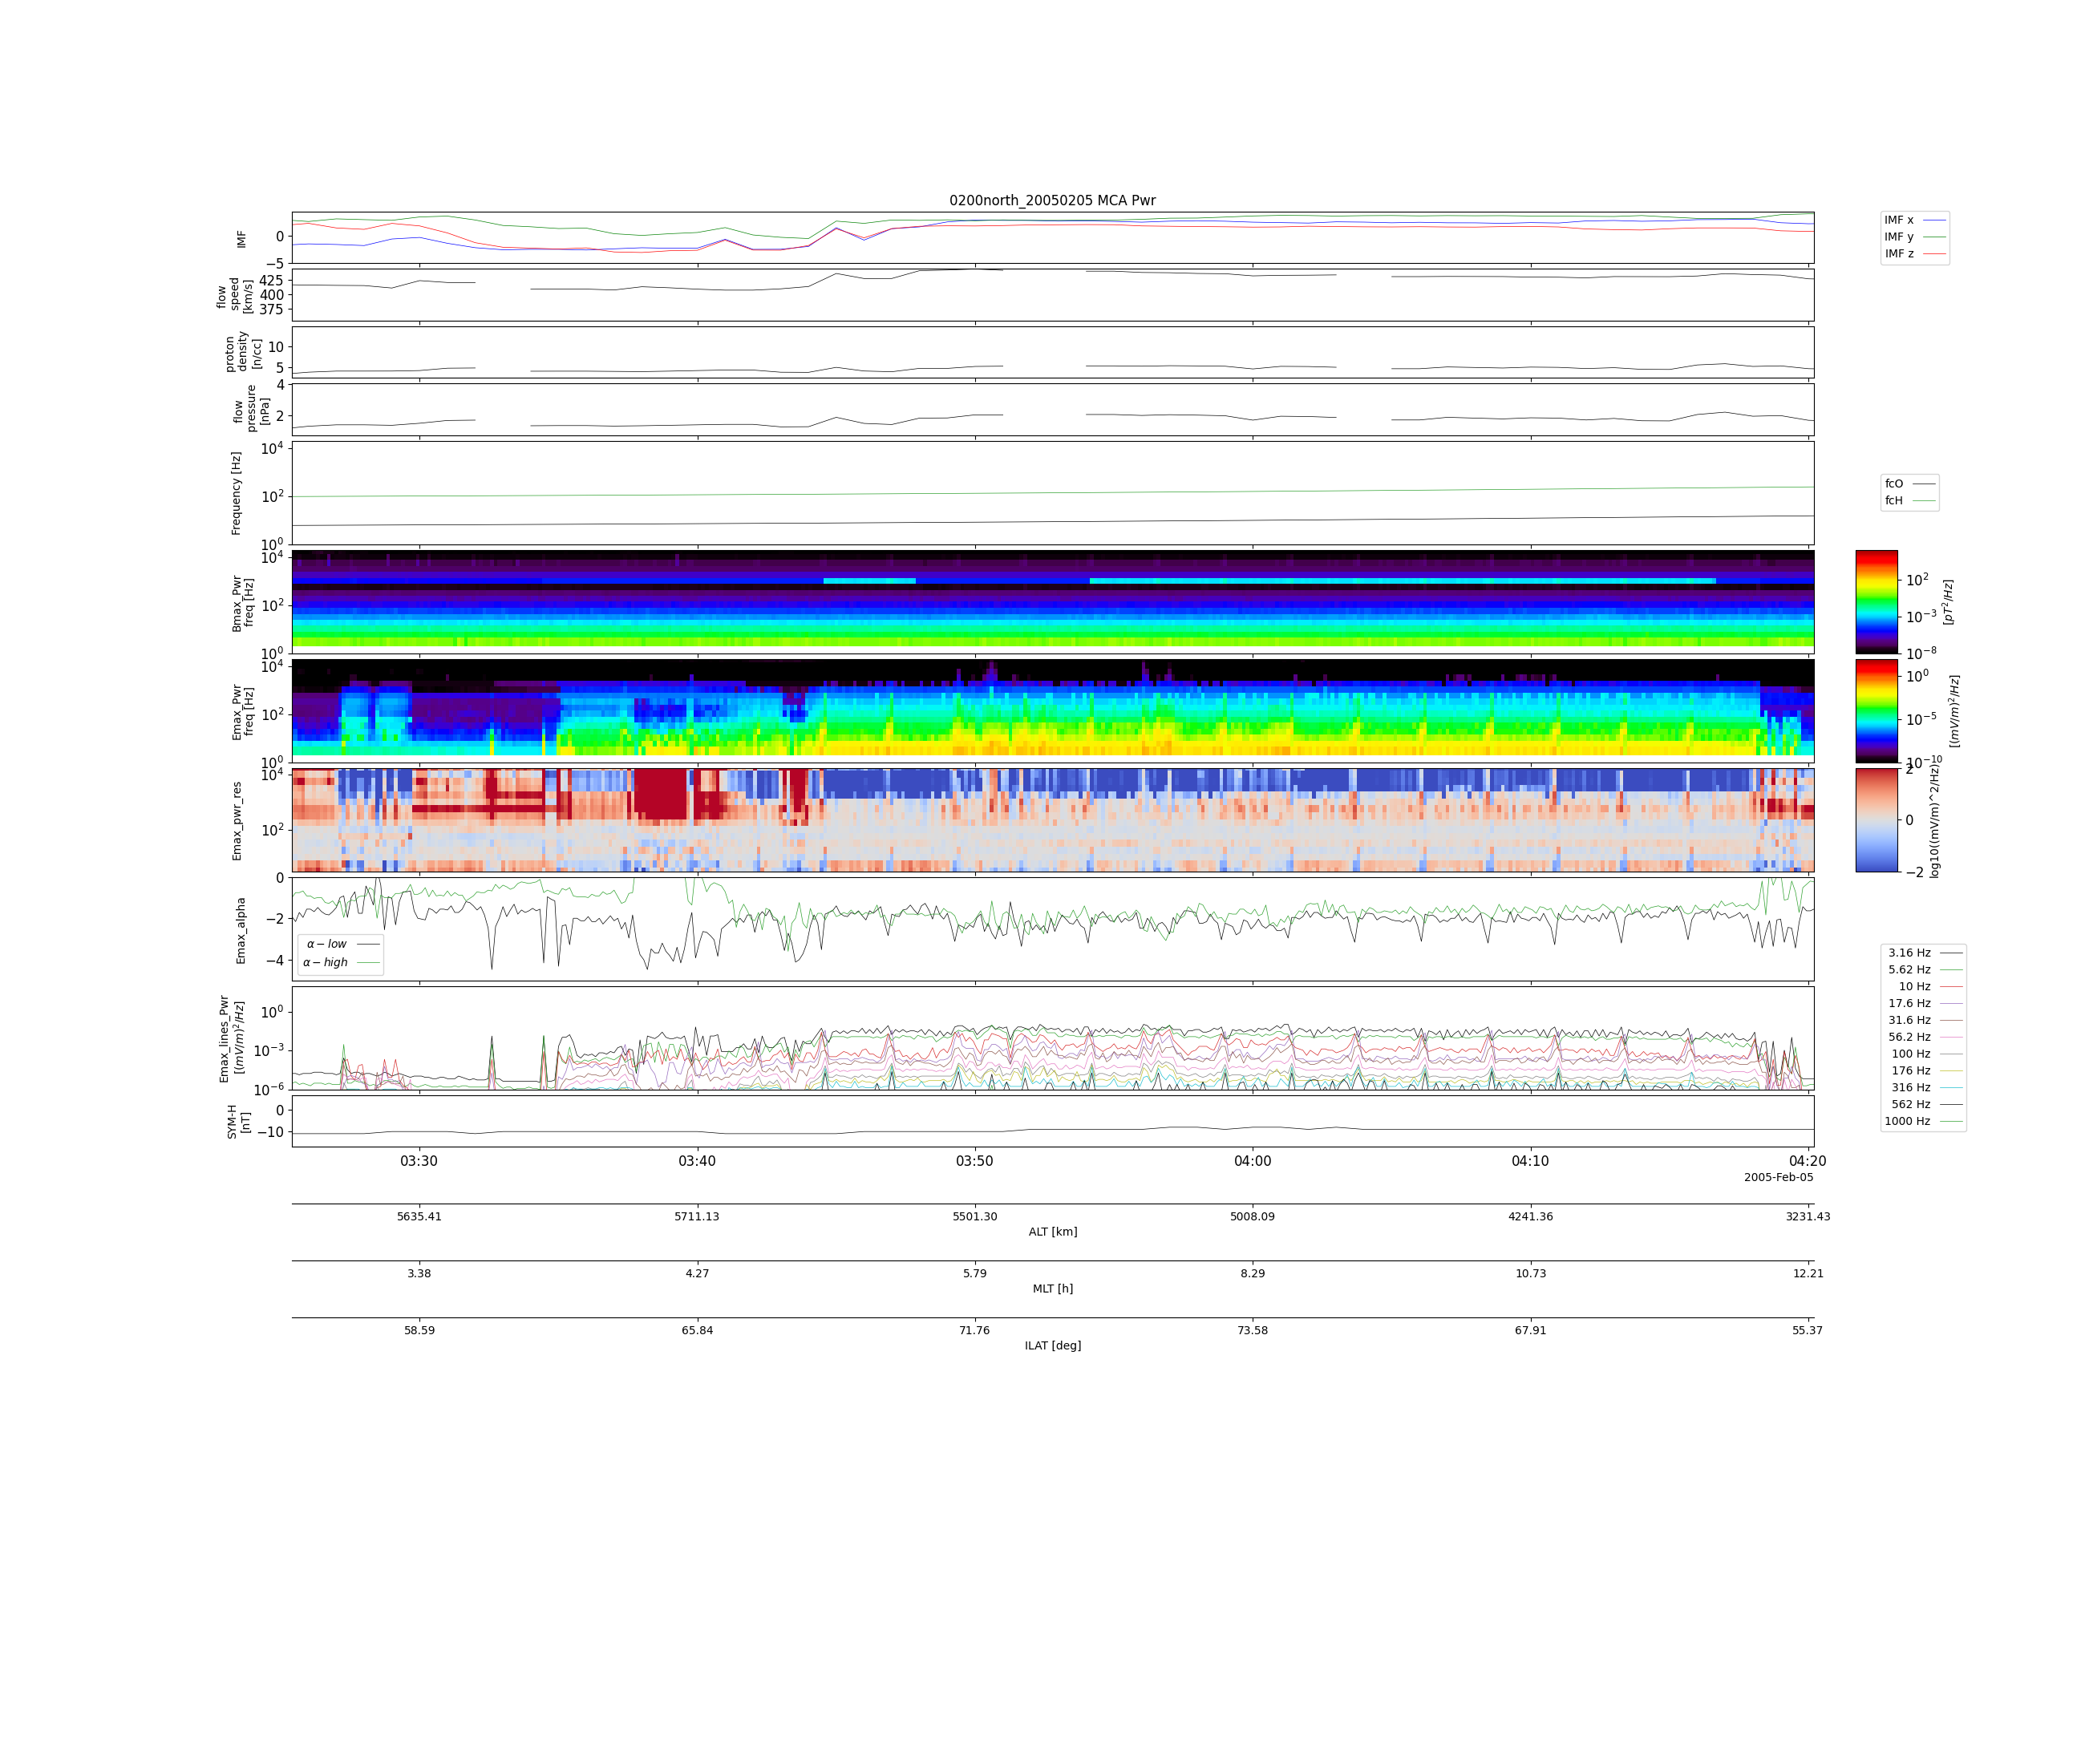 0200north_20050205 MCA Pwr
IMF
0
−5
IMF x
IMF y
IMF z
flow
speed
[km/s]
425
400
375
proton
density
[n/cc]
10
5
flow
pressure
[nPa]
4
2
Frequency [Hz]
10^4
10^2
10^0
fcO
fcH
Bmax_Pwr
freq [Hz]
10^4
10^2
10^0
10^2
10^−3
10^−8
[pT^2/Hz]
Emax_Pwr
freq [Hz]
10^4
10^2
10^0
10^0
10^−5
10^−10
[(mV/m)^2/Hz]
Emax_pwr_res
10^4
10^2
2
0
−2
log10((mV/m)^2/Hz)
Emax_alpha
0
−2
−4
α − low
α − high
Emax_lines_Pwr
[(mV/m)^2/Hz]
10^0
10^−3
10^−6
3.16 Hz
5.62 Hz
10 Hz
17.6 Hz
31.6 Hz
56.2 Hz
100 Hz
176 Hz
316 Hz
562 Hz
1000 Hz
SYM-H
[nT]
0
−10
03:30 03:40 03:50 04:00 04:10 04:20
2005-Feb-05
5635.41 5711.13 5501.30 5008.09 4241.36 3231.43
ALT [km]
3.38 4.27 5.79 8.29 10.73 12.21
MLT [h]
58.59 65.84 71.76 73.58 67.91 55.37
ILAT [deg]